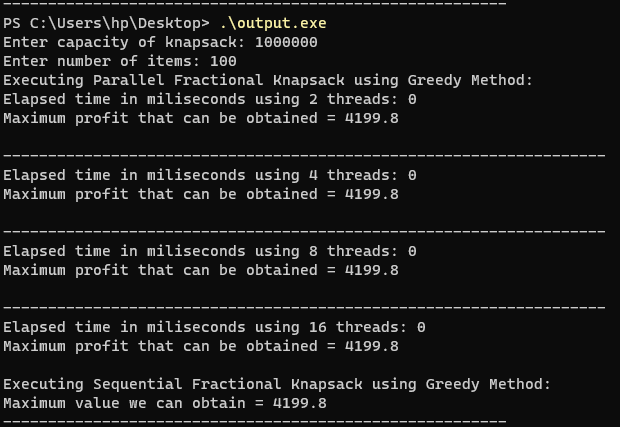 --------------------------------------------------------
PS C:\Users\hp\Desktop> .\output.exe
Enter capacity of knapsack: 1000000
Enter number of items: 100
Executing Parallel Fractional Knapsack using Greedy Method:
Elapsed time in miliseconds using 2 threads: 0
Maximum profit that can be obtained = 4199.8
-------------------------------------------------------------------
Elapsed time in miliseconds using 4 threads: 0
Maximum profit that can be obtained = 4199.8
-------------------------------------------------------------------
Elapsed time in miliseconds using 8 threads: 0
Maximum profit that can be obtained = 4199.8
-------------------------------------------------------------------
Elapsed time in miliseconds using 16 threads: 0
Maximum profit that can be obtained = 4199.8
Executing Sequential Fractional Knapsack using Greedy Method:
Maximum value we can obtain = 4199.8
--------------------------------------------------------